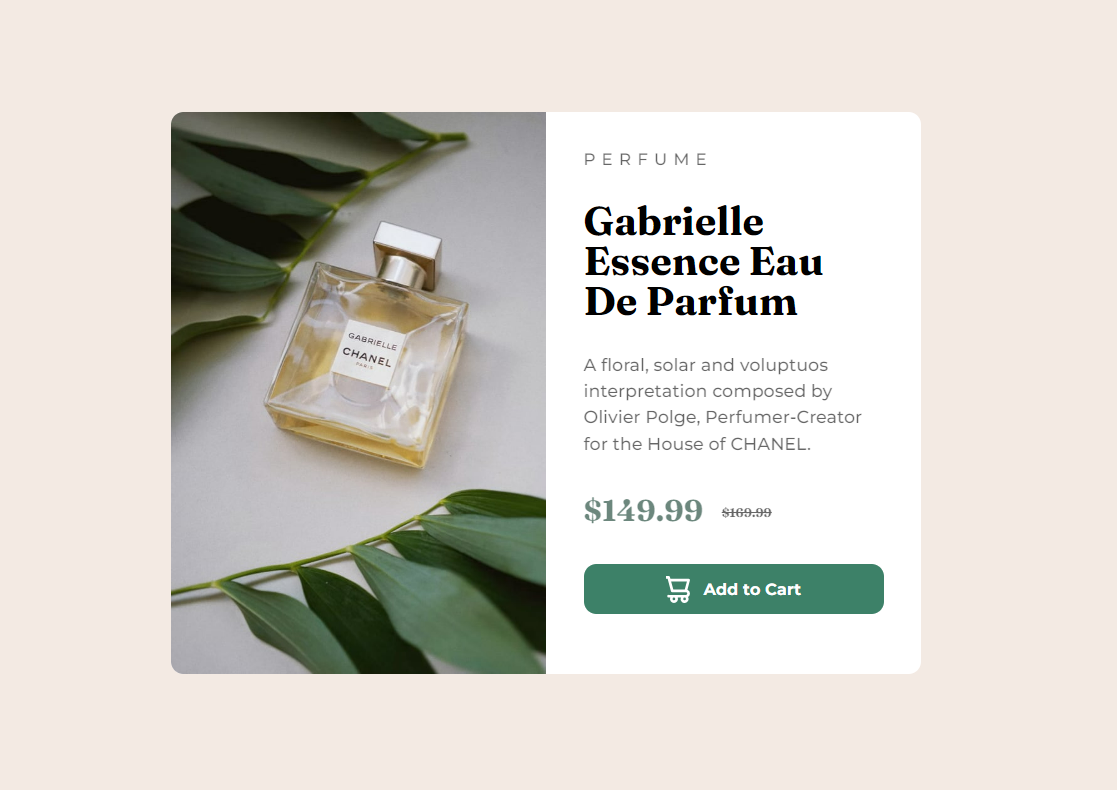 GABRIELLE
CHANEL
PARIS
PERFUME
Gabrielle
Essence Eau
De Parfum
A floral, solar and voluptuos
interpretation composed by
Olivier Polge, Perfumer-Creator
for the House of CHANEL.
$149.99 $169.99
Add to Cart